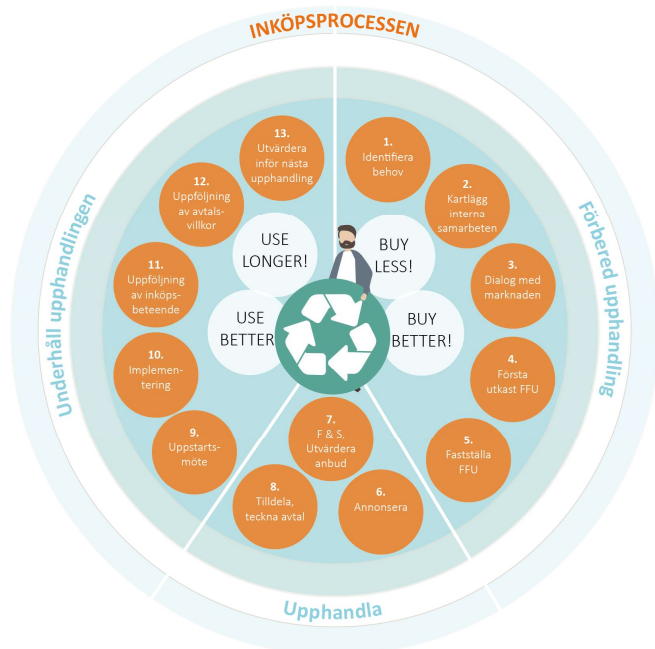 INKÖPSPROCESSEN
1.
Identifiera
behov
2.
Kartlägg
interna
samarbeten
3.
Dialog med
marknaden
4.
Första
utkast FFU
5.
Fastställa
FFU
6.
Annonsera
7.
F & S.
Utvärdera
anbud
8.
Tilldela,
teckna avtal
9.
Uppstarts-
möte
10.
Implemen-
tering
11.
Uppföljning
av inköps-
beteende
12.
Uppföljning
av avtals-
villkor
13.
Utvärdera
inför nästa
upphandling
USE
LONGER!
BUY
LESS!
USE
BETTER
BUY
BETTER!
Förbered upphandling
Upphandla
Underhåll upphandlingen